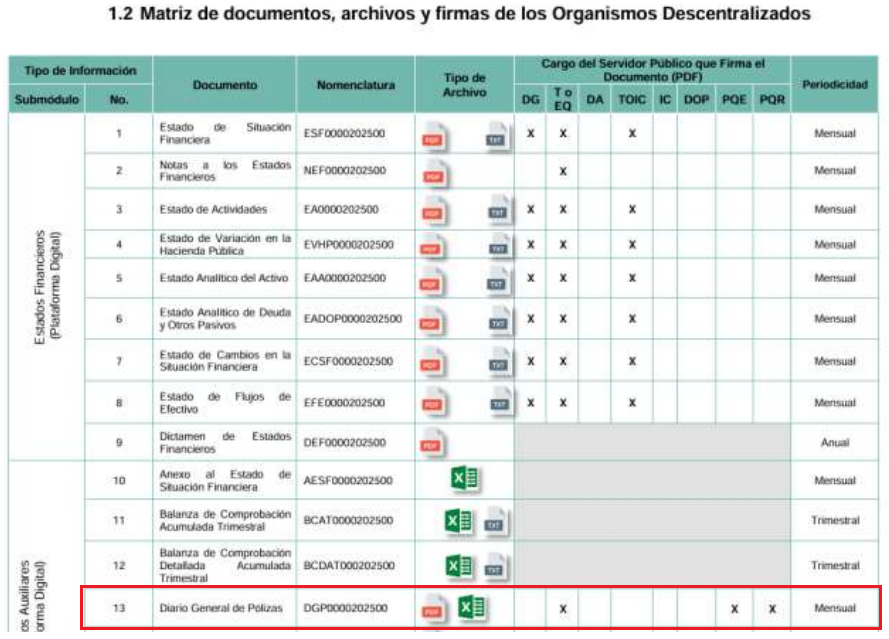 1.2 Matriz de documentos, archivos y firmas de los Organismos Descentralizados
Tipo de Información
Documento
Nomenclatura
Tipo de
Archivo
Cargo del Servidor Público que Firma el
Documento (PDF)
Periodicidad
Submódulo No. DG T o EQ DA TOIC IC DOP PQE PQR
Estados Financieros
(Plataforma Digital)
1 Estado de Situación
Financiera ESF0000202500 PDF TXT X X X Mensual
2 Notas a los Estados
Financieros NEF0000202500 PDF X Mensual
3 Estado de Actividades EA0000202500 PDF TXT X X X Mensual
4 Estado de Variación en la
Hacienda Pública EVHP0000202500 PDF TXT X X X Mensual
5 Estado Analítico del Activo EAA0000202500 PDF TXT X X X Mensual
6 Estado Analítico de Deuda
y Otros Pasivos EADOP0000202500 PDF TXT X X X Mensual
7 Estado de Cambios en la
Situación Financiera ECSF0000202500 PDF TXT X X X Mensual
8 Estado de Flujos de
Efectivo EFE0000202500 PDF TXT X X X Mensual
9 Dictamen de Estados
Financieros DEF0000202500 PDF Anual
os Auxiliares
orma Digital)
10 Anexo al Estado de
Situación Financiera AESF0000202500 X Mensual
11 Balanza de Comprobación
Acumulada Trimestral BCAT0000202500 X TXT Trimestral
12 Balanza de Comprobación
Detallada Acumulada
Trimestral BCDAT000202500 X TXT Trimestral
13 Diario General de Polizas DGP0000202500 PDF X X X X Mensual